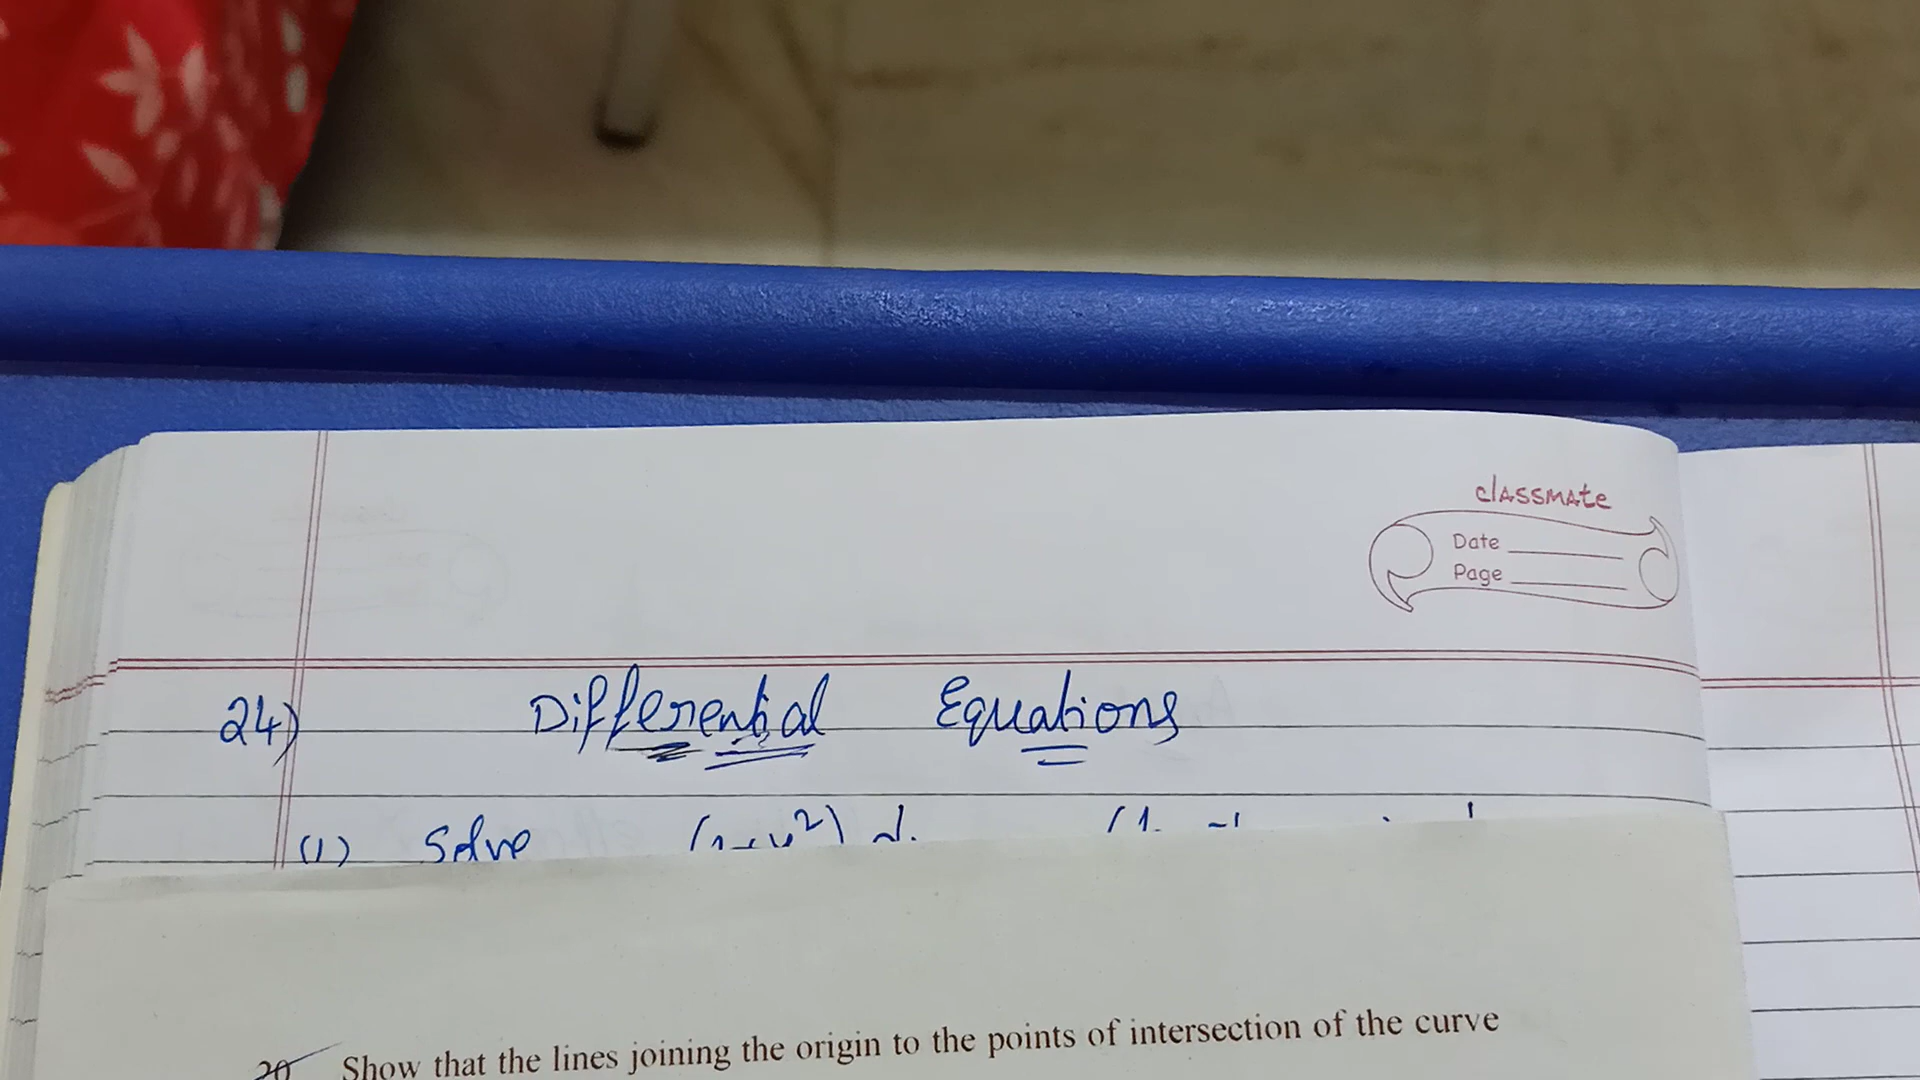 classmate
Date
Page
24) Differential Equations
(1) Solve
20 Show that the lines joining the origin to the points of intersection of the curve